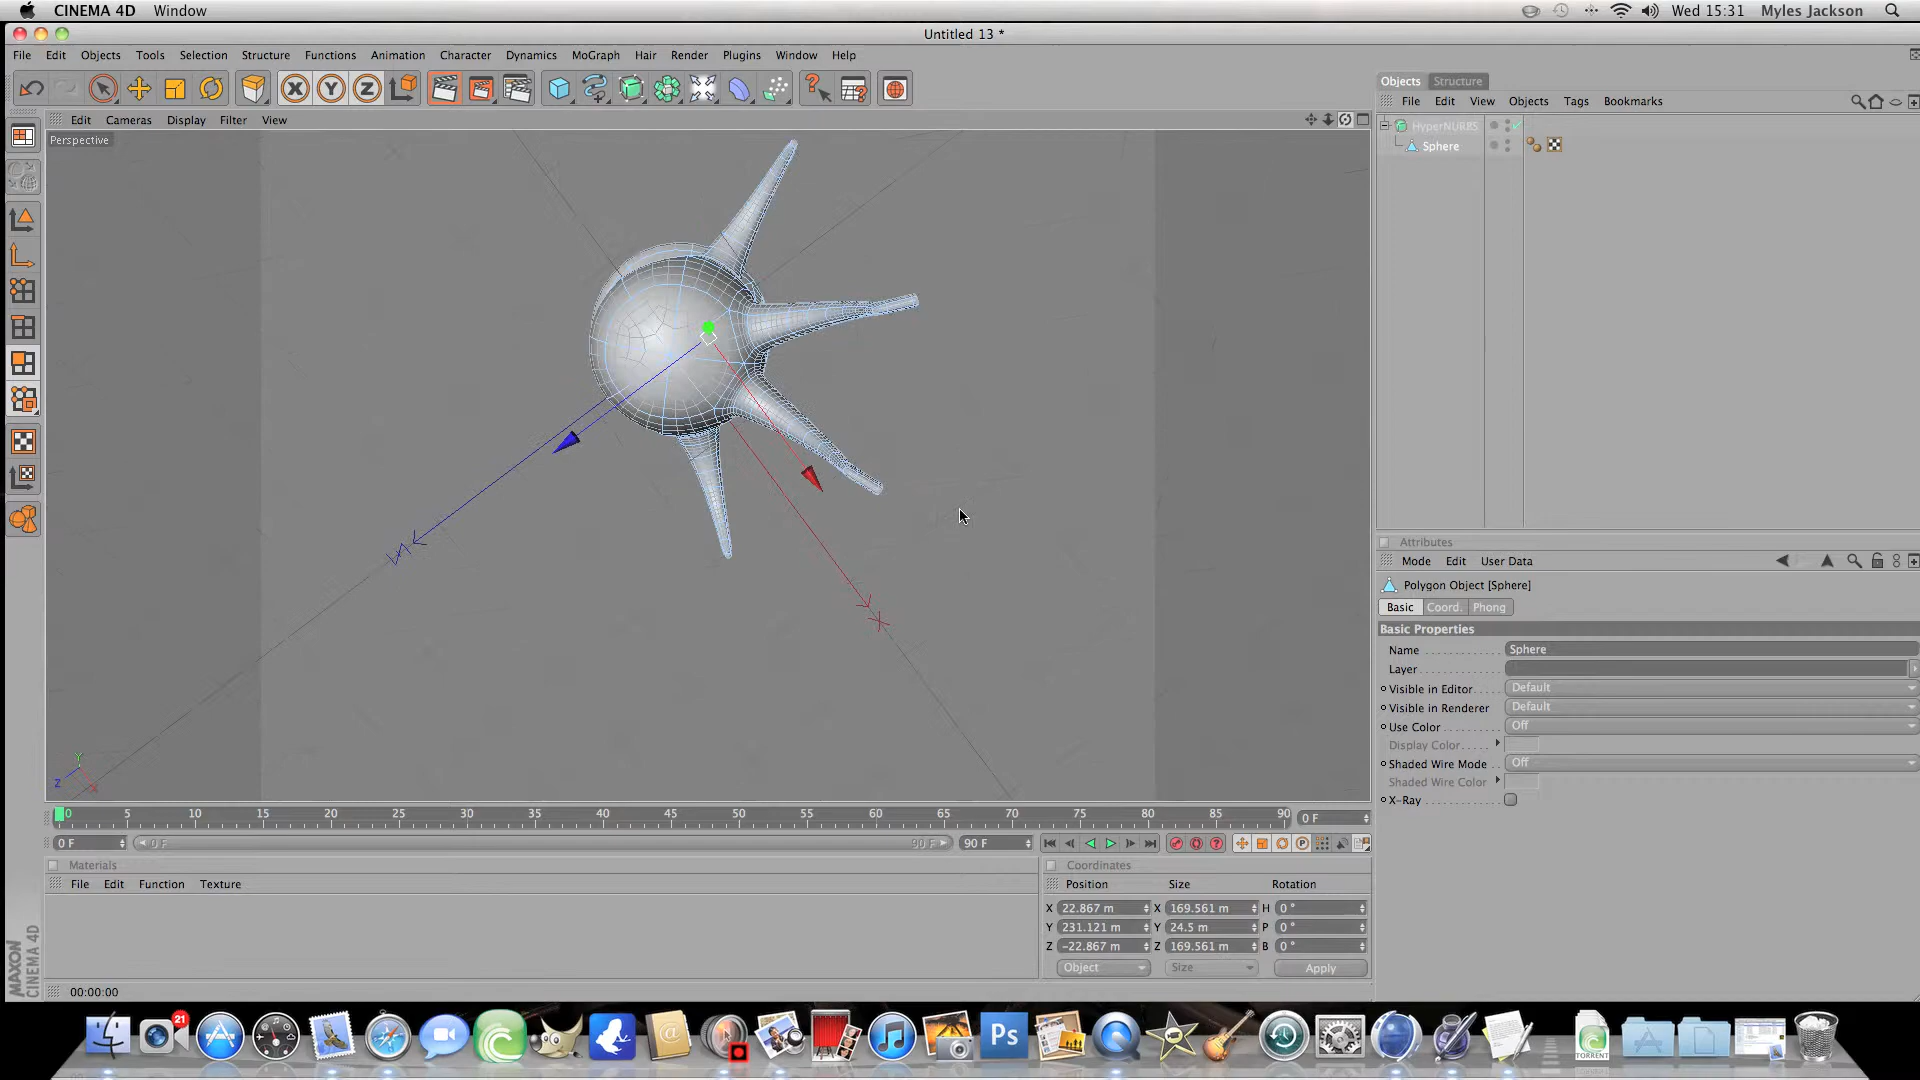 CINEMA 4D Window Wed 15:31 Myles Jackson
Untitled 13 *
File Edit Objects Tools Selection Structure Functions Animation Character Dynamics MoGraph Hair Render Plugins Window Help
X Y Z
Objects Structure
File Edit View Objects Tags Bookmarks
Edit Cameras Display Filter View
Perspective
HyperNURBS
Sphere
X
Y
Z
X
Attributes
Mode Edit User Data
Polygon Object [Sphere]
Basic Coord. Phong
Basic Properties
Name Sphere
Layer
Visible in Editor Default
Visible in Renderer Default
Use Color Off
Display Color
Shaded Wire Mode Off
Shaded Wire Color
X-Ray
0 5 10 15 20 25 30 35 40 45 50 55 60 65 70 75 80 85 90 0 F
0 F 0 F 90 F 90 F
Materials
File Edit Function Texture
Coordinates
Position Size Rotation
X 22.867 m X 169.561 m H 0 °
Y 231.121 m Y 24.5 m P 0 °
Z -22.867 m Z 169.561 m B 0 °
Object Size Apply
MAXON
CINEMA 4D
00:00:00
21
Ps
TORRENT